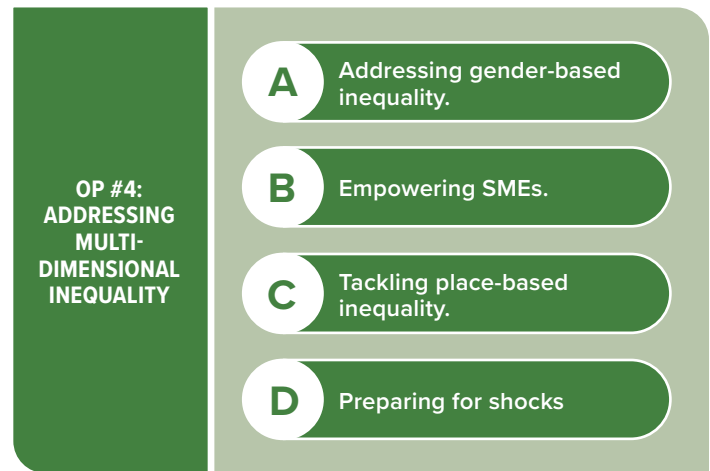 OP #4:
ADDRESSING
MULTI-
DIMENSIONAL
INEQUALITY
A
Addressing gender-based
inequality.
B
Empowering SMEs.
C
Tackling place-based
inequality.
D
Preparing for shocks